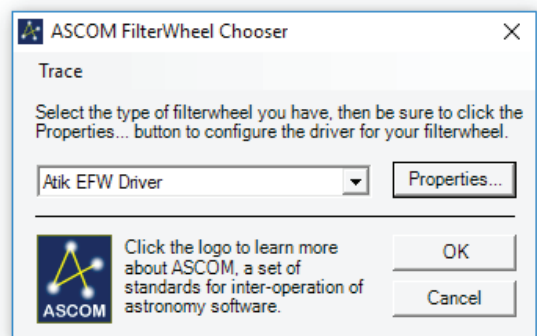 ASCOM FilterWheel Chooser
Trace
Select the type of filterwheel you have, then be sure to click the
Properties... button to configure the driver for your filterwheel.
Atik EFW Driver
Properties...
Click the logo to learn more
about ASCOM, a set of
standards for inter-operation of
astronomy software.
ASCOM
OK
Cancel